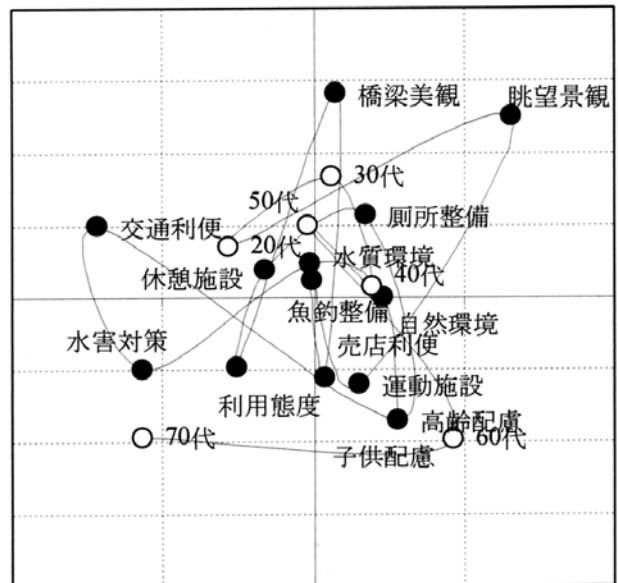 橋梁美観
眺望景観
30代
50代
厠所整備
交通利便
20代
水質環境
休憩施設
40代
魚釣整備
自然環境
水害対策
売店利便
運動施設
利用態度
高齢配慮
70代
子供配慮
60代